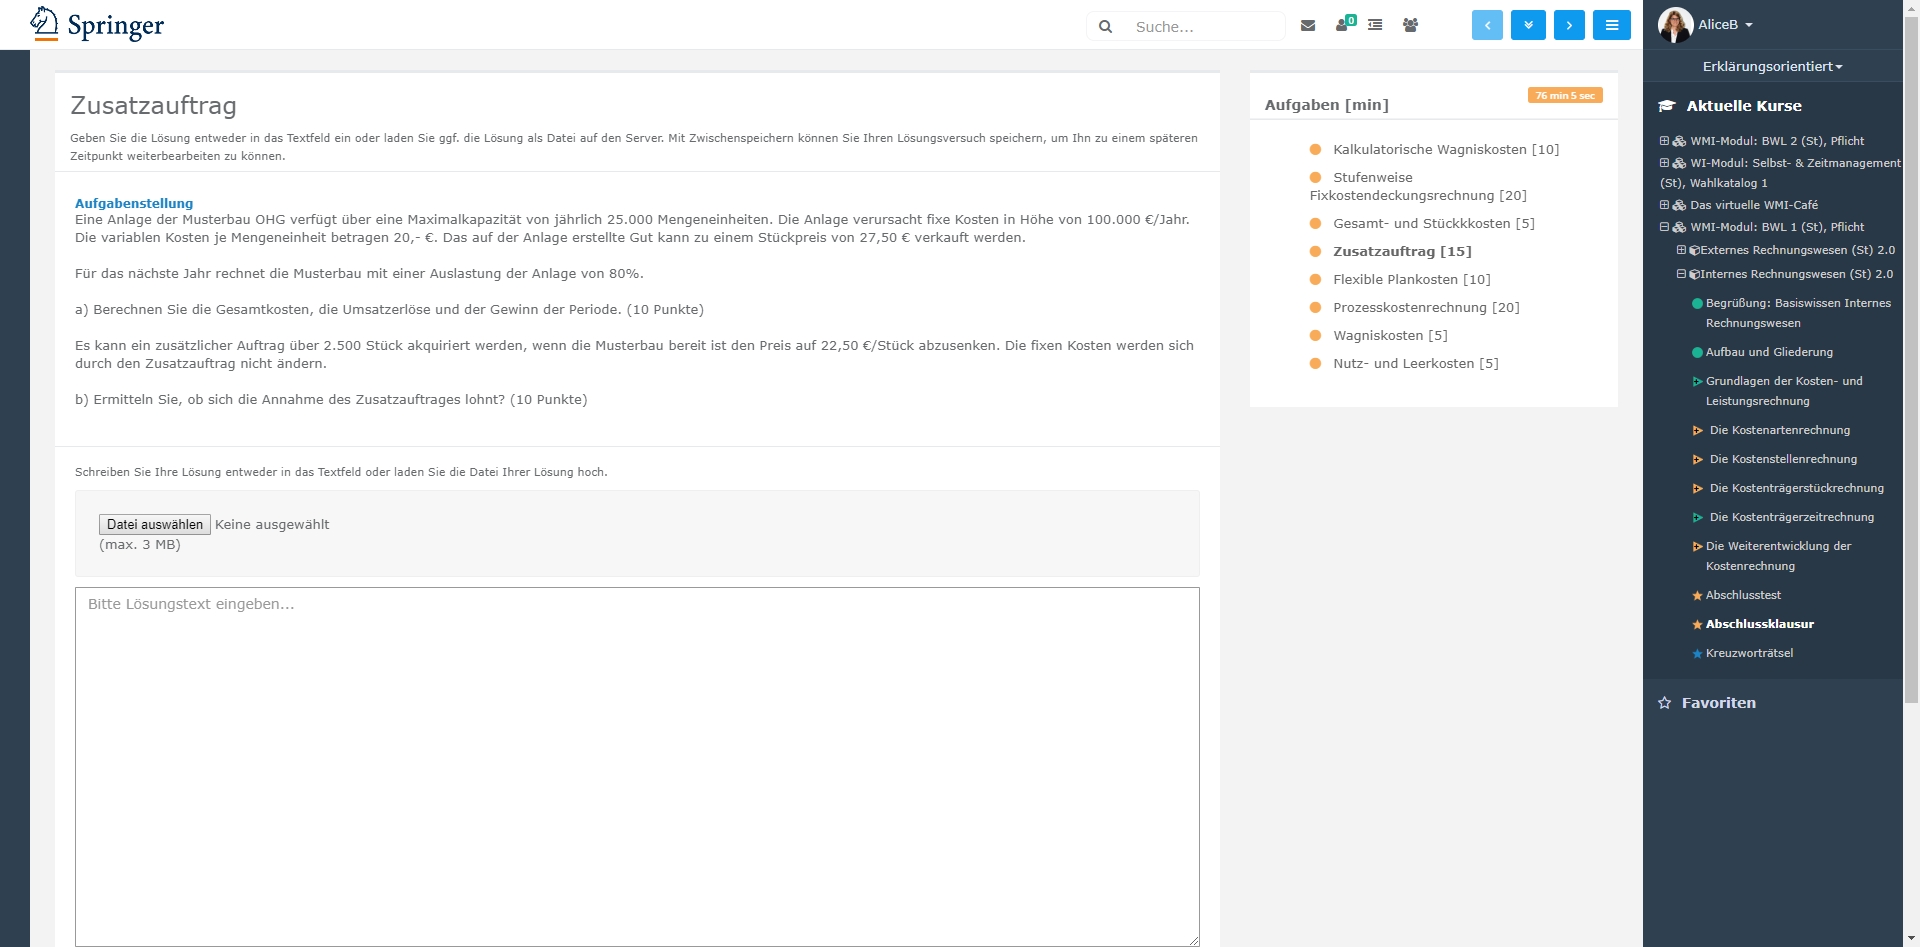 Springer
Suche...
0
AliceB
Erklärungsorientiert
Zusatzauftrag
Geben Sie die Lösung entweder in das Textfeld ein oder laden Sie ggf. die Lösung als Datei auf den Server. Mit Zwischenspeichern können Sie Ihren Lösungsversuch speichern, um Ihn zu einem späteren
Zeitpunkt weiterbearbeiten zu können.
Aufgabenstellung
Eine Anlage der Musterbau OHG verfügt über eine Maximalkapazität von jährlich 25.000 Mengeneinheiten. Die Anlage verursacht fixe Kosten in Höhe von 100.000 €/Jahr.
Die variablen Kosten je Mengeneinheit betragen 20,- €. Das auf der Anlage erstellte Gut kann zu einem Stückpreis von 27,50 € verkauft werden.
Für das nächste Jahr rechnet die Musterbau mit einer Auslastung der Anlage von 80%.
a) Berechnen Sie die Gesamtkosten, die Umsatzerlöse und der Gewinn der Periode. (10 Punkte)
Es kann ein zusätzlicher Auftrag über 2.500 Stück akquiriert werden, wenn die Musterbau bereit ist den Preis auf 22,50 €/Stück abzusenken. Die fixen Kosten werden sich
durch den Zusatzauftrag nicht ändern.
b) Ermitteln Sie, ob sich die Annahme des Zusatzauftrages lohnt? (10 Punkte)
Schreiben Sie Ihre Lösung entweder in das Textfeld oder laden Sie die Datei Ihrer Lösung hoch.
Datei auswählen Keine ausgewählt
(max. 3 MB)
Bitte Lösungstext eingeben...
Aufgaben [min]
76 min 5 sec
Kalkulatorische Wagniskosten [10]
Stufenweise
Fixkostendeckungsrechnung [20]
Gesamt- und Stückkkosten [5]
Zusatzauftrag [15]
Flexible Plankosten [10]
Prozesskostenrechnung [20]
Wagniskosten [5]
Nutz- und Leerkosten [5]
Aktuelle Kurse
WMI-Modul: BWL 2 (St), Pflicht
WI-Modul: Selbst- & Zeitmanagement
(St), Wahlkatalog 1
Das virtuelle WMI-Café
WMI-Modul: BWL 1 (St), Pflicht
Externes Rechnungswesen (St) 2.0
Internes Rechnungswesen (St) 2.0
Begrüßung: Basiswissen Internes
Rechnungswesen
Aufbau und Gliederung
Grundlagen der Kosten- und
Leistungsrechnung
Die Kostenartenrechnung
Die Kostenstellenrechnung
Die Kostenträgerstückrechnung
Die Kostenträgerzeitrechnung
Die Weiterentwicklung der
Kostenrechnung
Abschlusstest
Abschlussklausur
Kreuzworträtsel
Favoriten